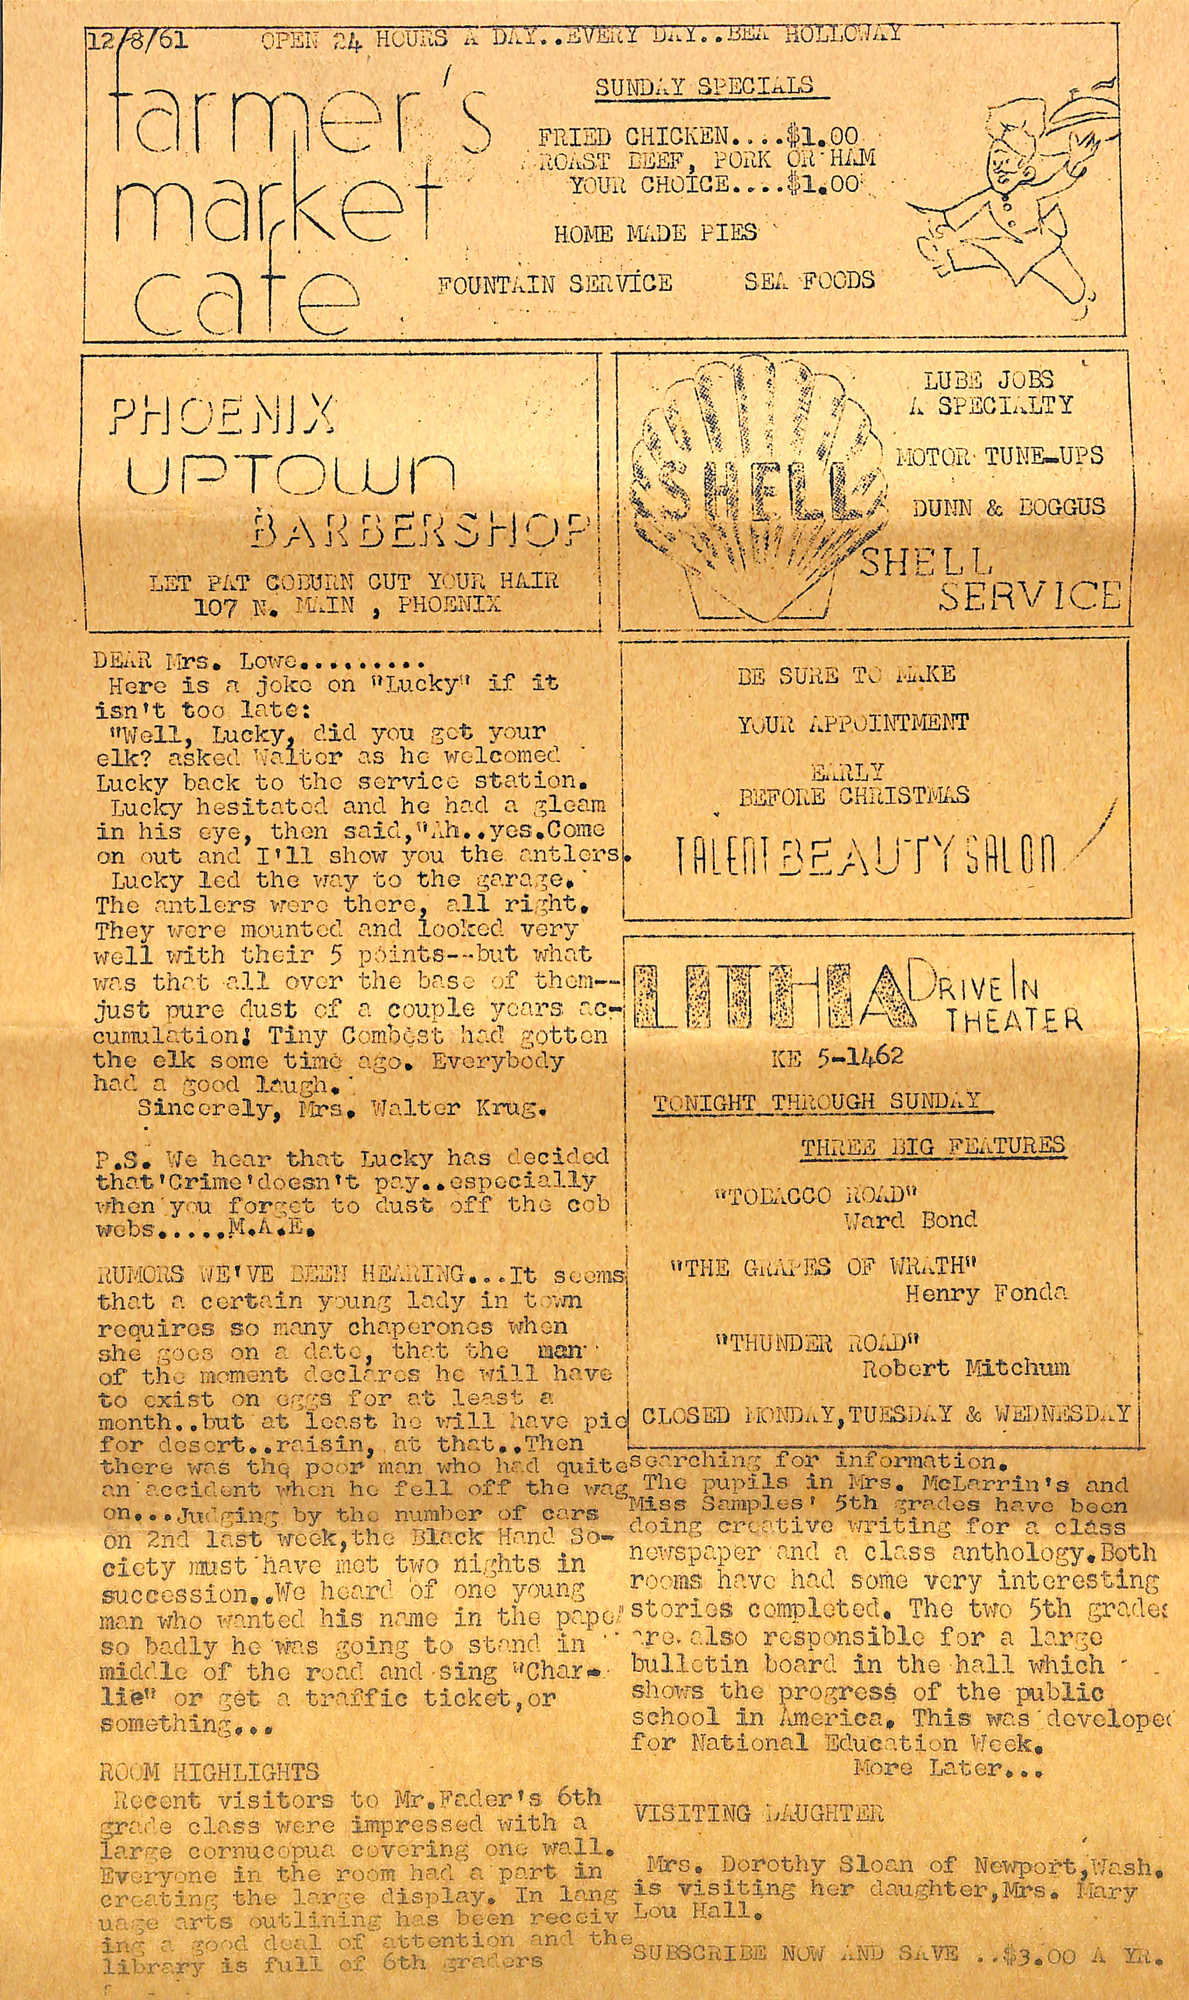 12/8/61 OPEN 24 HOURS A DAY..EVERY DAY..BEA HOLLOWAY
farmer's
market
cafe
SUNDAY SPECIALS
FRIED CHICKEN....$1.00
ROAST BEEF, PORK OR HAM
YOUR CHOICE....$1.00
HOME MADE PIES
FOUNTAIN SERVICE SEA FOODS
PHOENIX
UPTOWN
BARBERSHOP
LET PAT COBURN CUT YOUR HAIR
107 N. MAIN , PHOENIX
SHELL
LUBE JOBS
A SPECIALTY
MOTOR TUNE-UPS
DUNN & BOGGUS
SHELL
SERVICE
DEAR Mrs. Lowe.........
Here is a joke on "Lucky" if it
isn't too late:
"Well, Lucky, did you get your
elk? asked Walter as he welcomed
Lucky back to the service station.
Lucky hesitated and he had a gleam
in his eye, then said,"Ah..yes.Come
on out and I'll show you the antlers.
Lucky led the way to the garage.
The antlers were there, all right.
They were mounted and looked very
well with their 5 points--but what
was that all over the base of them--
just pure dust of a couple years ac-
cumulation! Tiny Combest had gotten
the elk some time ago. Everybody
had a good laugh.
Sincerely, Mrs. Walter Krug.
P.S. We hear that Lucky has decided
that'Crime'doesn't pay..especially
when you forget to dust off the cob
webs.....M.A.E.
RUMORS WE'VE BEEN HEARING...It seems
that a certain young lady in town
requires so many chaperones when
she goes on a date, that the man
of the moment declares he will have
to exist on eggs for at least a
month..but at least he will have pie
for desert..raisin, at that..Then
there was the poor man who had quite
an accident when he fell off the wag
on...Judging by the number of cars
on 2nd last week,the Black Hand So-
ciety must have met two nights in
succession..We heard of one young
man who wanted his name in the paper
so badly he was going to stand in
middle of the road and sing "Char-
lie" or get a traffic ticket,or
something...
ROOM HIGHLIGHTS
Recent visitors to Mr.Fader's 6th
grade class were impressed with a
large cornucopua covering one wall.
Everyone in the room had a part in
creating the large display. In lang
uage arts outlining has been receiv
ing a good deal of attention and the
library is full of 6th graders
BE SURE TO MAKE
YOUR APPOINTMENT
EARLY
BEFORE CHRISTMAS
TALENT BEAUTY SALON
LITHIA DRIVE IN
THEATER
KE 5-1462
TONIGHT THROUGH SUNDAY
THREE BIG FEATURES
"TOBACCO ROAD"
Ward Bond
"THE GRAPES OF WRATH"
Henry Fonda
"THUNDER ROAD"
Robert Mitchum
CLOSED MONDAY,TUESDAY & WEDNESDAY
searching for information.
The pupils in Mrs. McLarrin's and
Miss Samples' 5th grades have been
doing creative writing for a class
newspaper and a class anthology.Both
rooms have had some very interesting
stories completed. The two 5th grades
are also responsible for a large
bulletin board in the hall which
shows the progress of the public
school in America. This was developed
for National Education Week.
More Later...
VISITING DAUGHTER
Mrs. Dorothy Sloan of Newport,Wash.
is visiting her daughter,Mrs. Mary
Lou Hall.
SUBSCRIBE NOW AND SAVE ..$3.00 A YR.